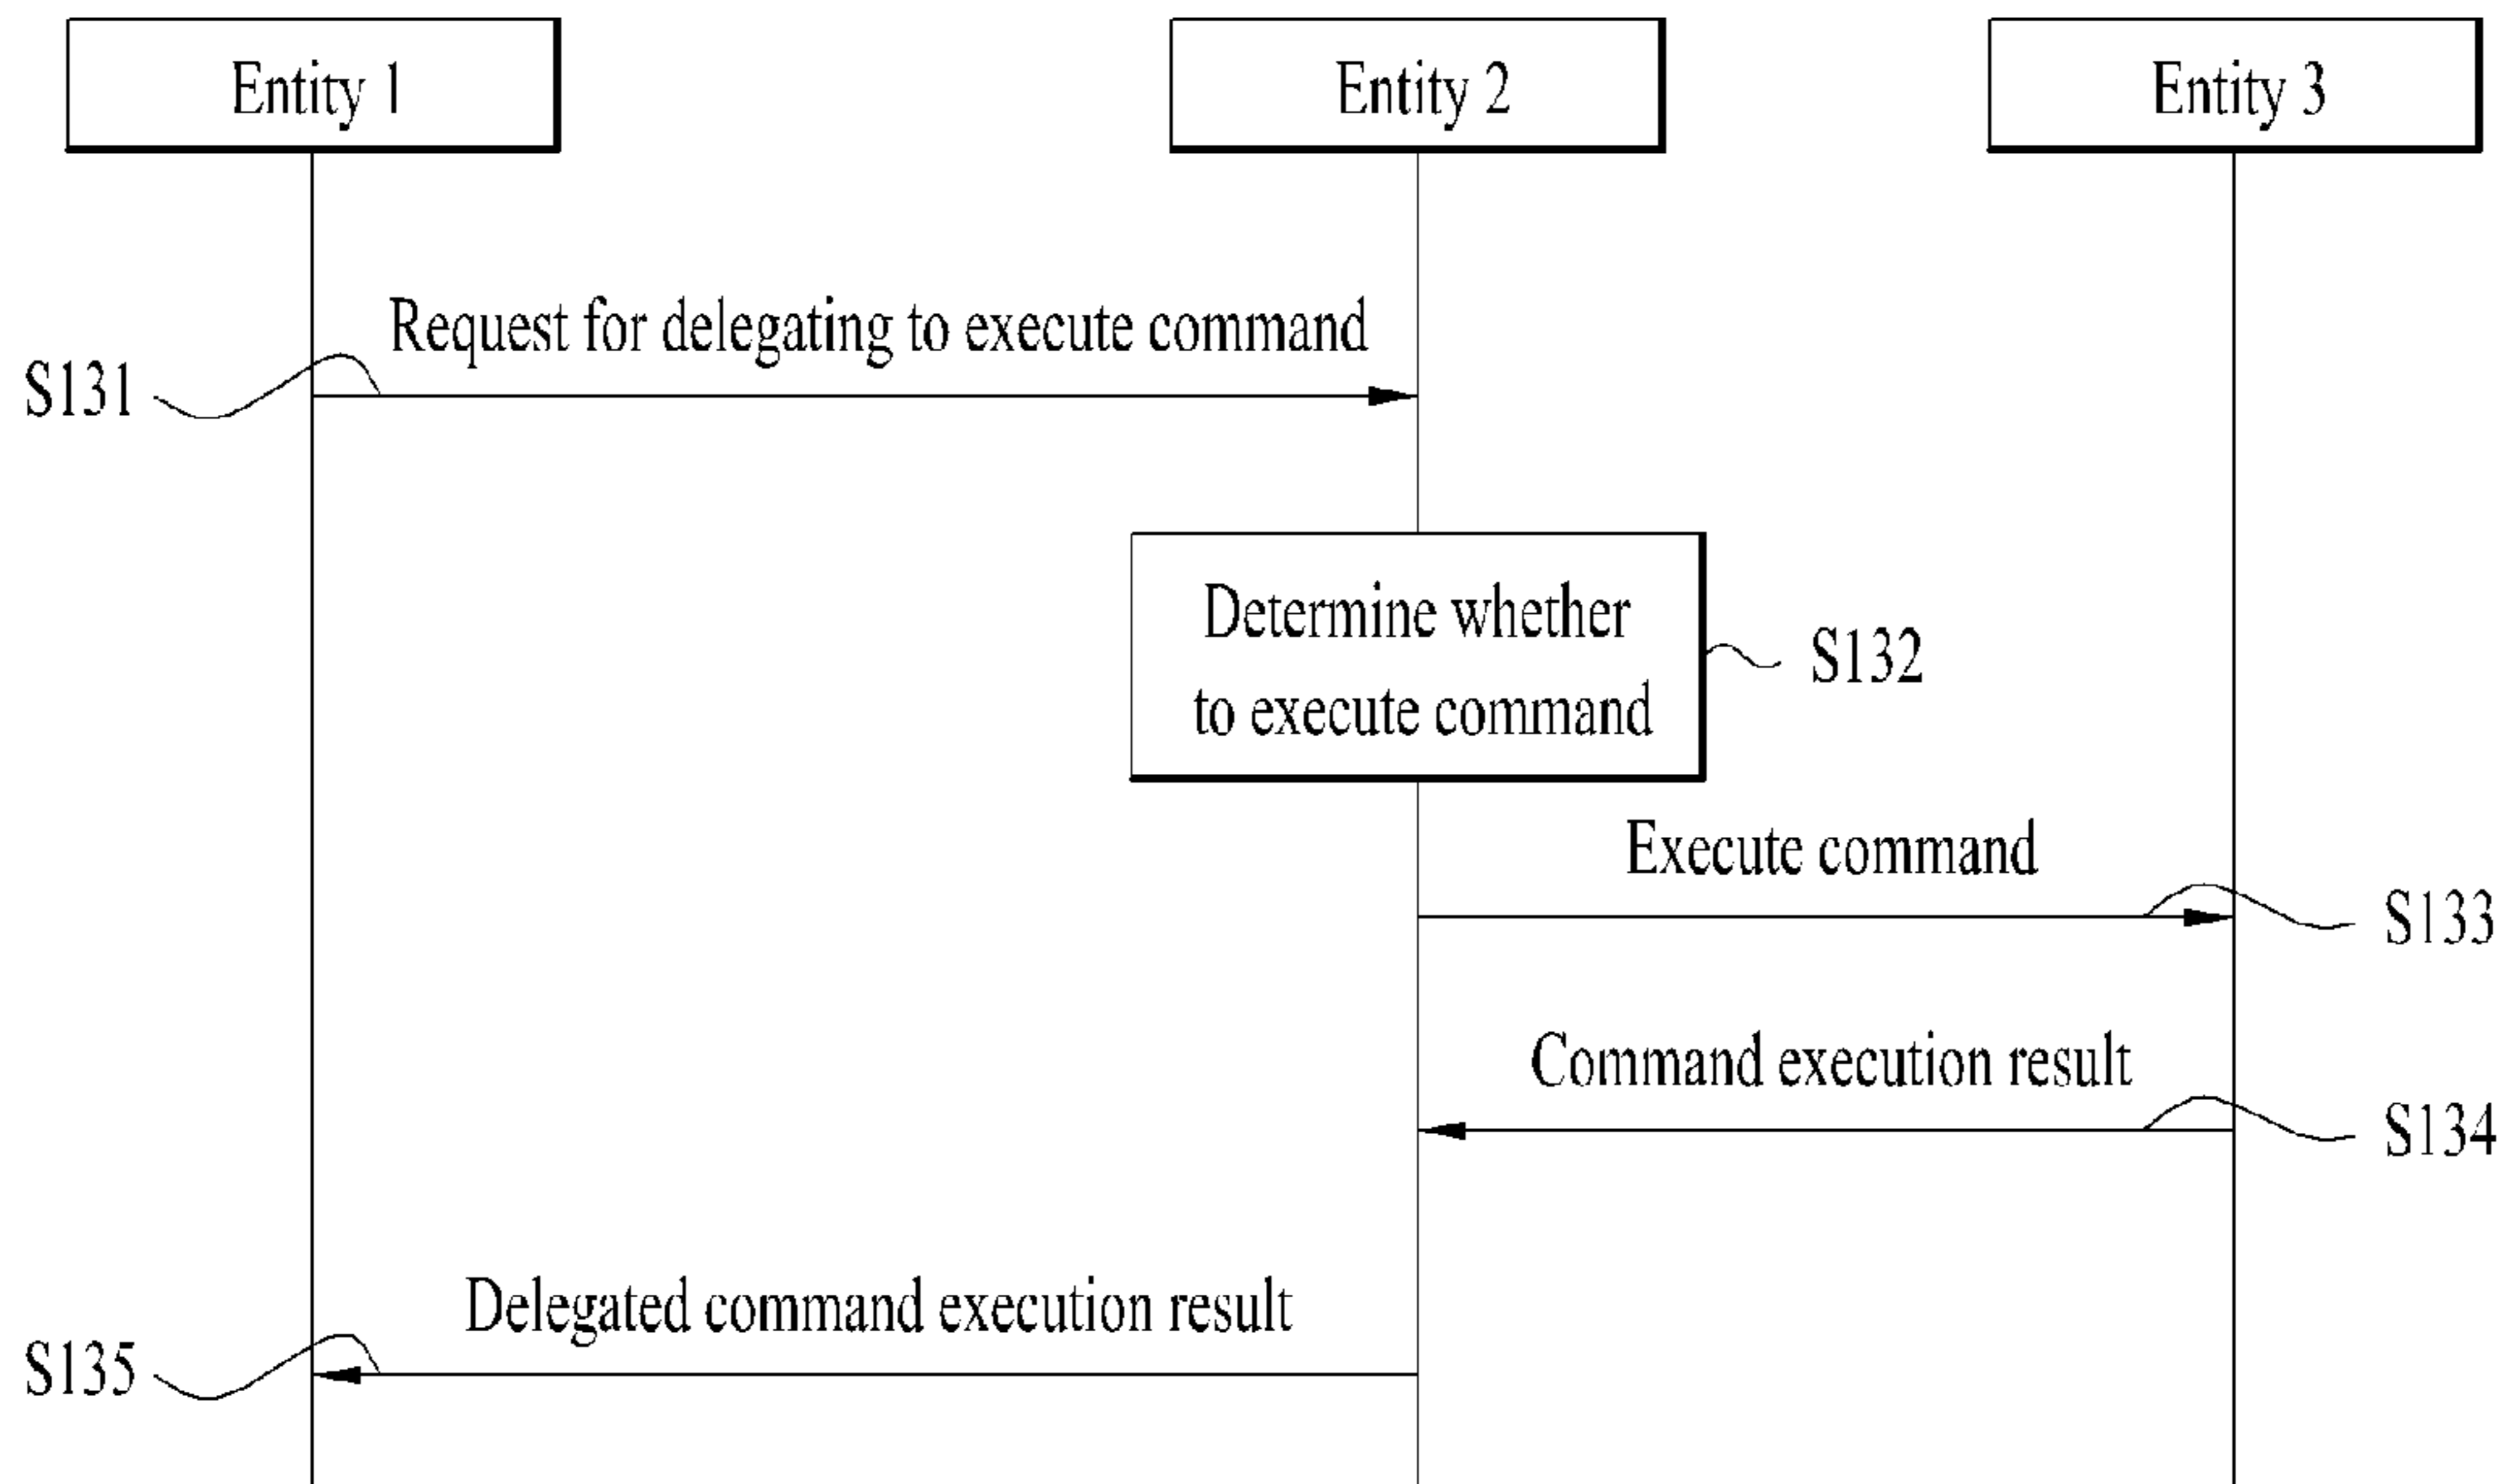 Entity 1
Entity 2
Entity 3
Request for delegating to execute command
S131
Determine whether
to execute command
S132
Execute command
S133
Command execution result
S134
Delegated command execution result
S135